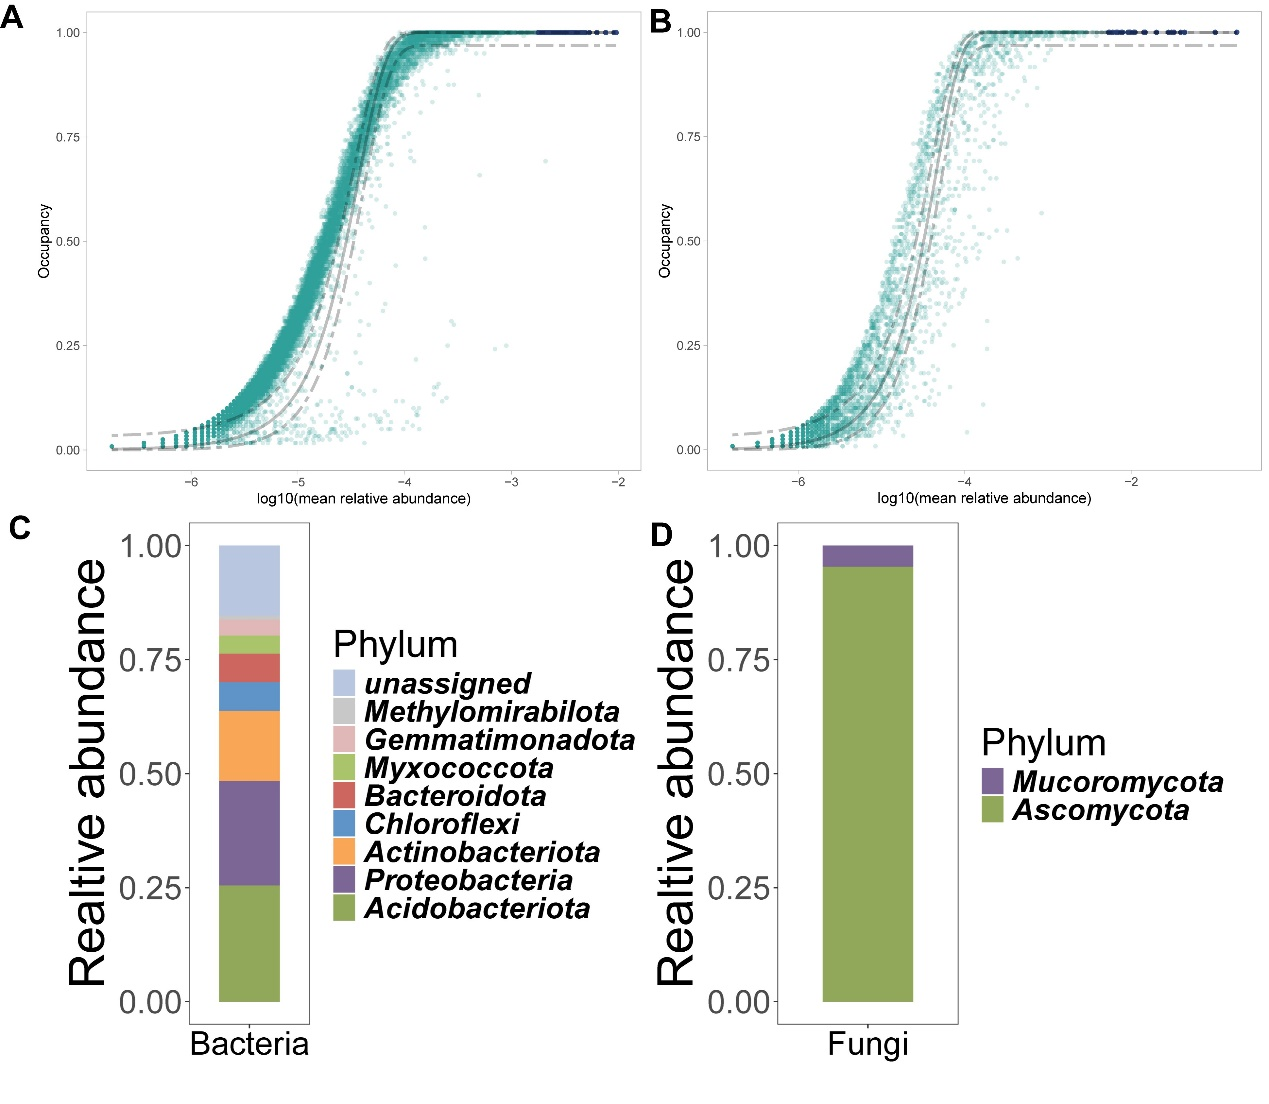 A
1.00
0.75
0.50
0.25
0.00
Occupancy
−6
−5
−4
−3
−2
log10(mean relative abundance)
B
1.00
0.75
0.50
0.25
0.00
Occupancy
−6
−4
−2
log10(mean relative abundance)
C
1.00
0.75
0.50
0.25
0.00
Realtive abundance
Bacteria
Phylum
unassigned
Methylomirabilota
Gemmatimonadota
Myxococcota
Bacteroidota
Chloroflexi
Actinobacteriota
Proteobacteria
Acidobacteriota
D
1.00
0.75
0.50
0.25
0.00
Realtive abundance
Fungi
Phylum
Mucoromycota
Ascomycota